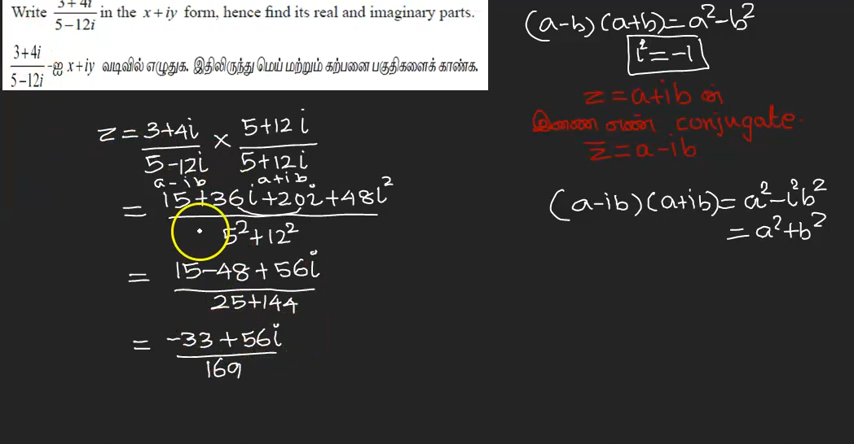 Write 3+4i/5−12i in the x+iy form, hence find its real and imaginary parts.
3+4i/5−12i -ஐ x+iy வடிவில் எழுதுக. இதிலிருந்து மெய் மற்றும் கற்பனை பகுதிகளைக் காண்க.
z = 3+4i/5-12i × 5+12i/5+12i
a-ib a+ib
= 15+36i+20i+48i²/5²+12²
= 15-48+56i/25+144
= -33+56i/169
(a-b)(a+b)=a²-b²
i²=-1
z=a+ib ன்
இணை எண் conjugate.
z̅=a-ib
(a-ib)(a+ib)=a²-i²b²
=a²+b²